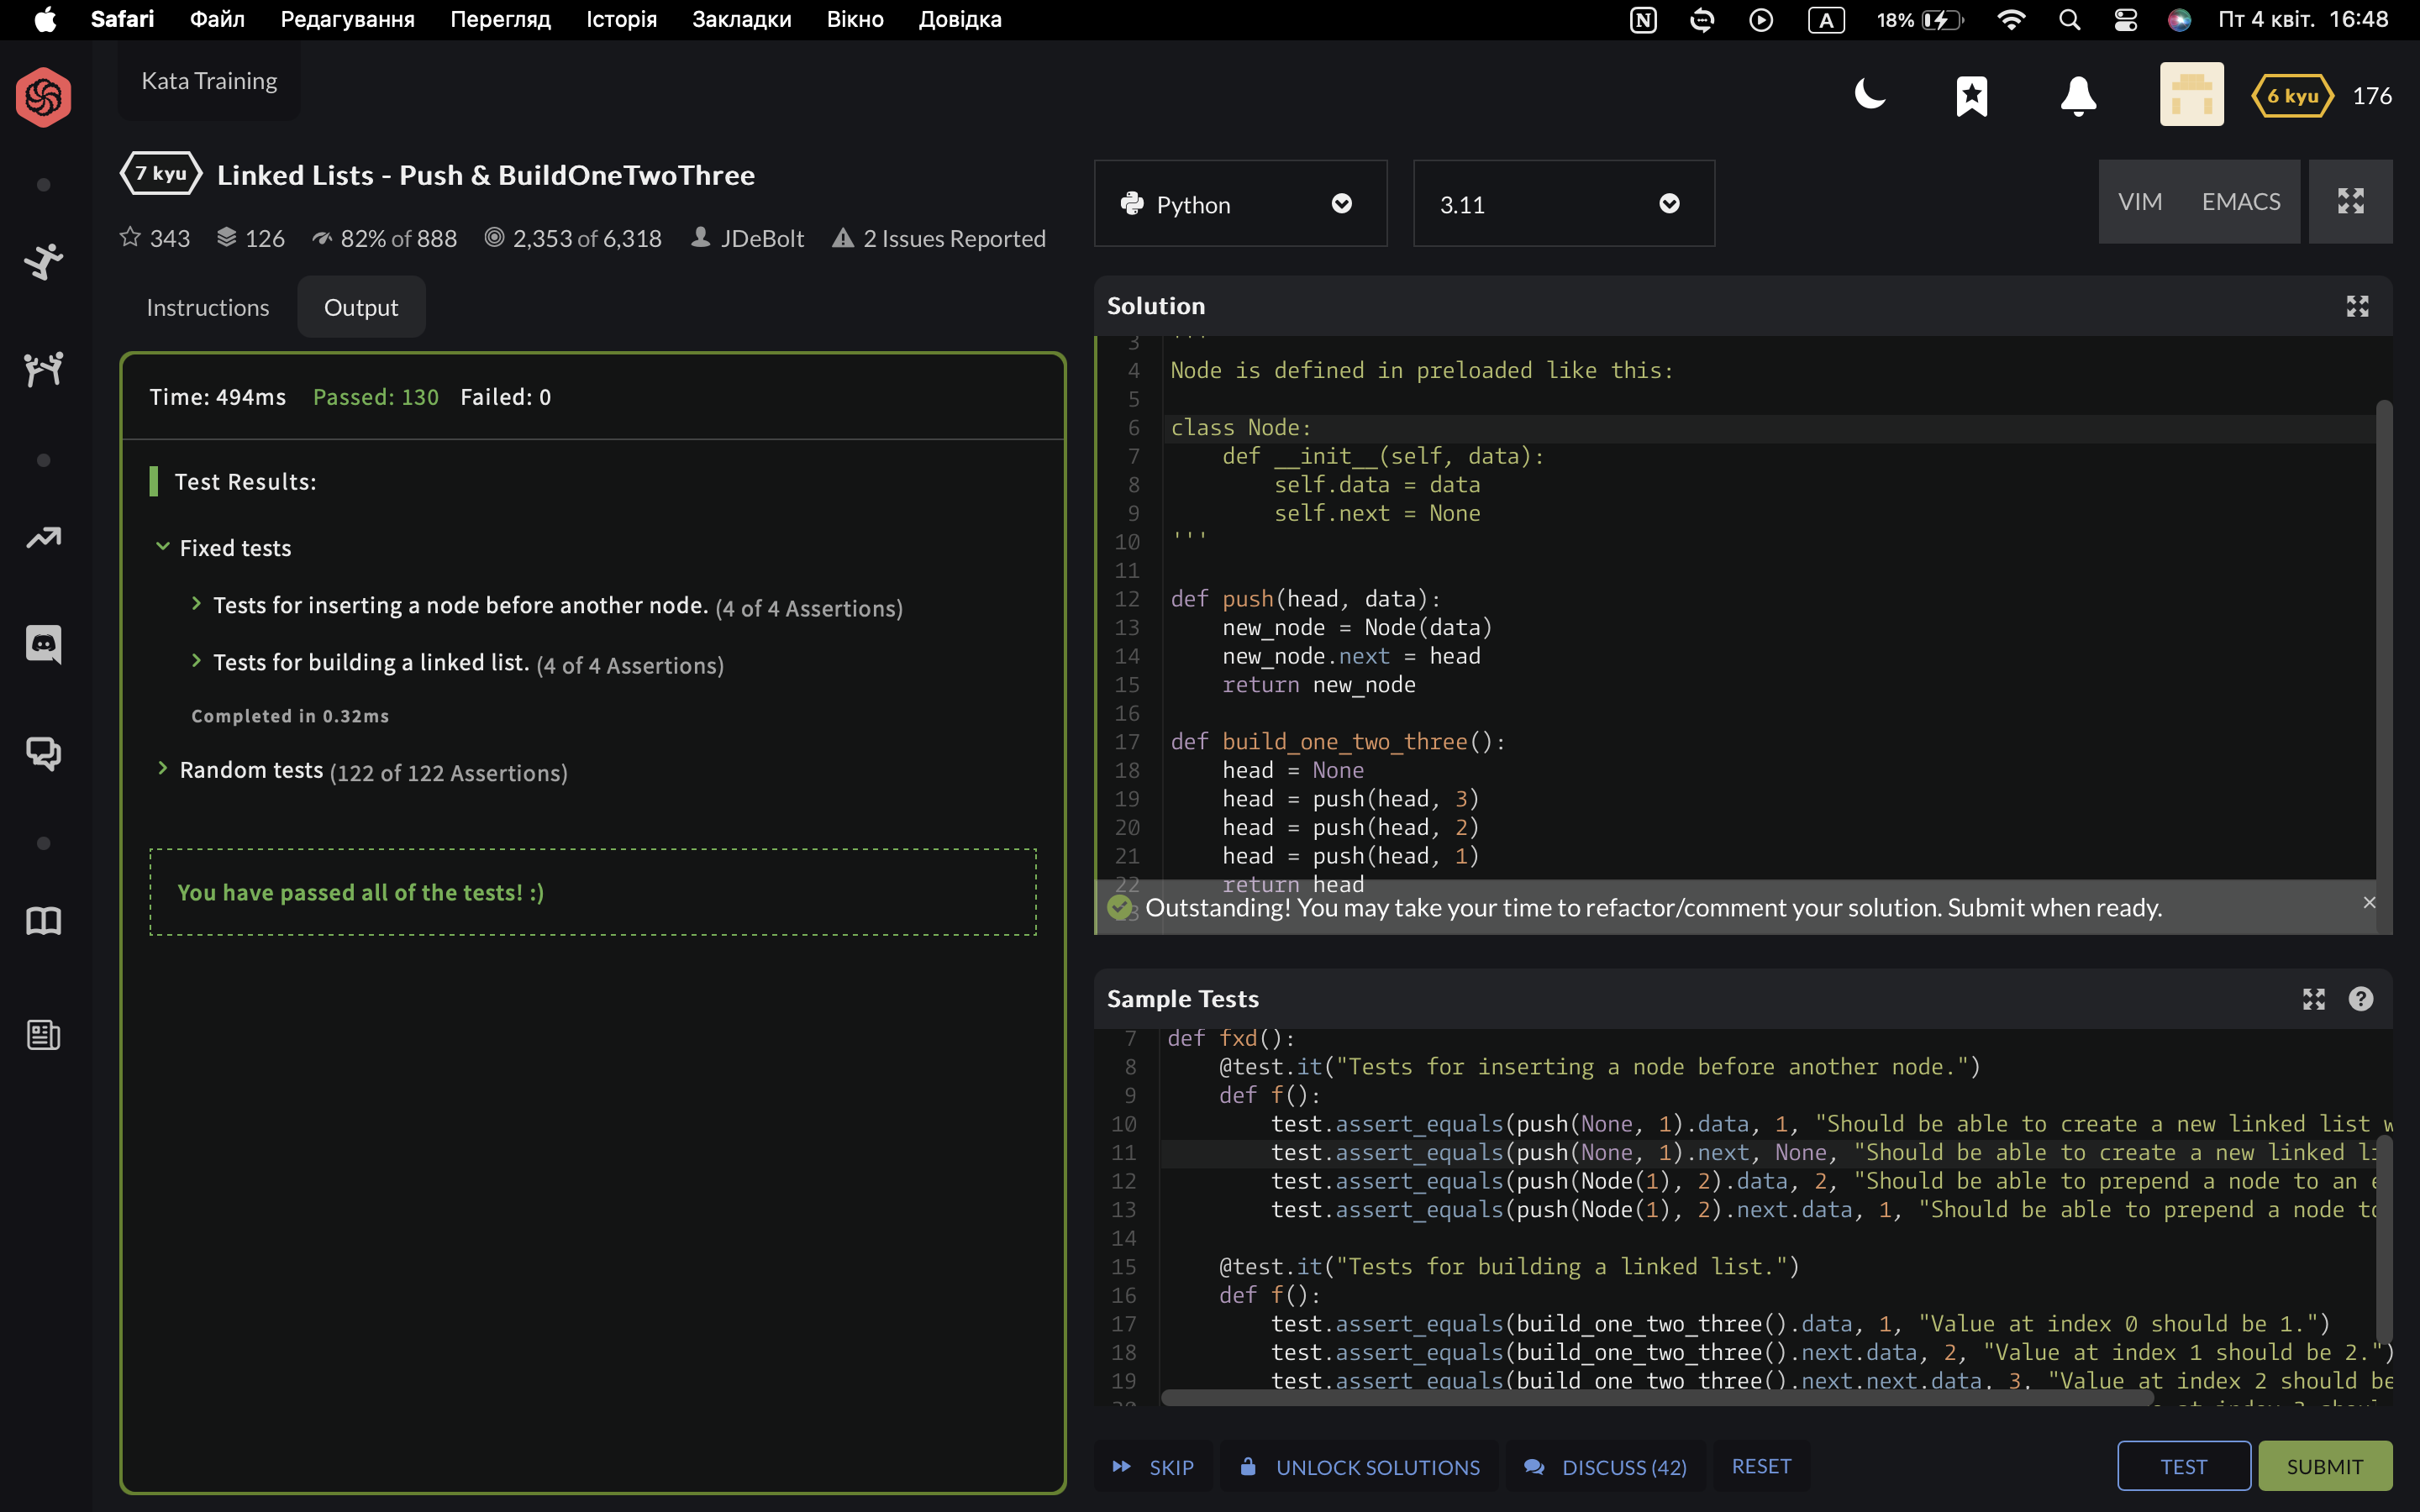 Safari Файл Редагування Перегляд Історія Закладки Вікно Довідка A 18% Пт 4 квіт. 16:48
Kata Training
6 kyu 176
7 kyu Linked Lists - Push & BuildOneTwoThree
343 126 82% of 888 2,353 of 6,318 JDeBolt 2 Issues Reported
Instructions Output
Time: 494ms Passed: 130 Failed: 0
Test Results:
Fixed tests
Tests for inserting a node before another node. (4 of 4 Assertions)
Tests for building a linked list. (4 of 4 Assertions)
Completed in 0.32ms
Random tests (122 of 122 Assertions)
You have passed all of the tests! :)
Python 3.11 VIM EMACS
Solution
3 '''
4 Node is defined in preloaded like this:
5
6 class Node:
7 def __init__(self, data):
8 self.data = data
9 self.next = None
10 '''
11
12 def push(head, data):
13 new_node = Node(data)
14 new_node.next = head
15 return new_node
16
17 def build_one_two_three():
18 head = None
19 head = push(head, 3)
20 head = push(head, 2)
21 head = push(head, 1)
22 return head
Outstanding! You may take your time to refactor/comment your solution. Submit when ready.
Sample Tests
7 def fxd():
8 @test.it("Tests for inserting a node before another node.")
9 def f():
10 test.assert_equals(push(None, 1).data, 1, "Should be able to create a new linked list w
11 test.assert_equals(push(None, 1).next, None, "Should be able to create a new linked li
12 test.assert_equals(push(Node(1), 2).data, 2, "Should be able to prepend a node to an
13 test.assert_equals(push(Node(1), 2).next.data, 1, "Should be able to prepend a node to
14
15 @test.it("Tests for building a linked list.")
16 def f():
17 test.assert_equals(build_one_two_three().data, 1, "Value at index 0 should be 1.")
18 test.assert_equals(build_one_two_three().next.data, 2, "Value at index 1 should be 2.")
19 test.assert_equals(build_one_two_three().next.next.data, 3, "Value at index 2 should be
SKIP UNLOCK SOLUTIONS DISCUSS (42) RESET TEST SUBMIT